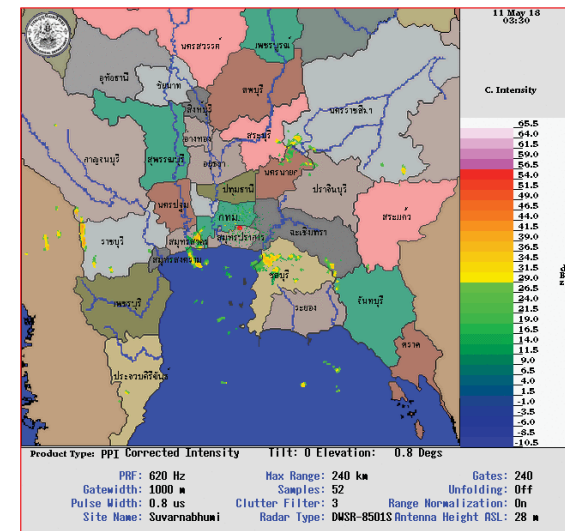 11 May 18
03:30
C. Intensity
65.5
64.0
61.5
59.0
56.5
54.0
51.5
49.0
46.5
44.0
41.5
39.0
36.5
34.5
31.5
29.0
26.5
24.0
21.5
19.0
16.5
14.0
11.5
9.0
6.5
4.0
1.5
-1.0
-3.5
-6.0
-8.5
-10.5
นครสวรรค์
เพชรบูรณ์
อุทัยธานี
ชัยนาท
ลพบุรี
สิงหบุรี
นครราชสีมา
อ่างทอง
สระบุรี
กาญจนบุรี
สุพรรณบุรี
อยุธยา
นครนายก
ปราจีนบุรี
ปทุมธานี
นครปฐม
กทม.
สระแก้ว
ฉะเชิงเทรา
ราชบุรี
สมุทรสาคร
สมุทรปราการ
สมุทรสงคราม
ชลบุรี
เพชรบุรี
ระยอง
จันทบุรี
ตราด
ประจวบคีรีขันธ์
Product Type: PPI Corrected Intensity Tilt: 0 Elevation: 0.8 Degs
PRF: 620 Hz Max Range: 240 km Gates: 240
Gatewidth: 1000 m Samples: 52 Unfolding: Off
Pulse Width: 0.8 us Clutter Filter: 3 Range Normalization: On
Site Name: Suvarnabhumi Radar Type: DWSR-8501S Antenna Height ASL: 28 m